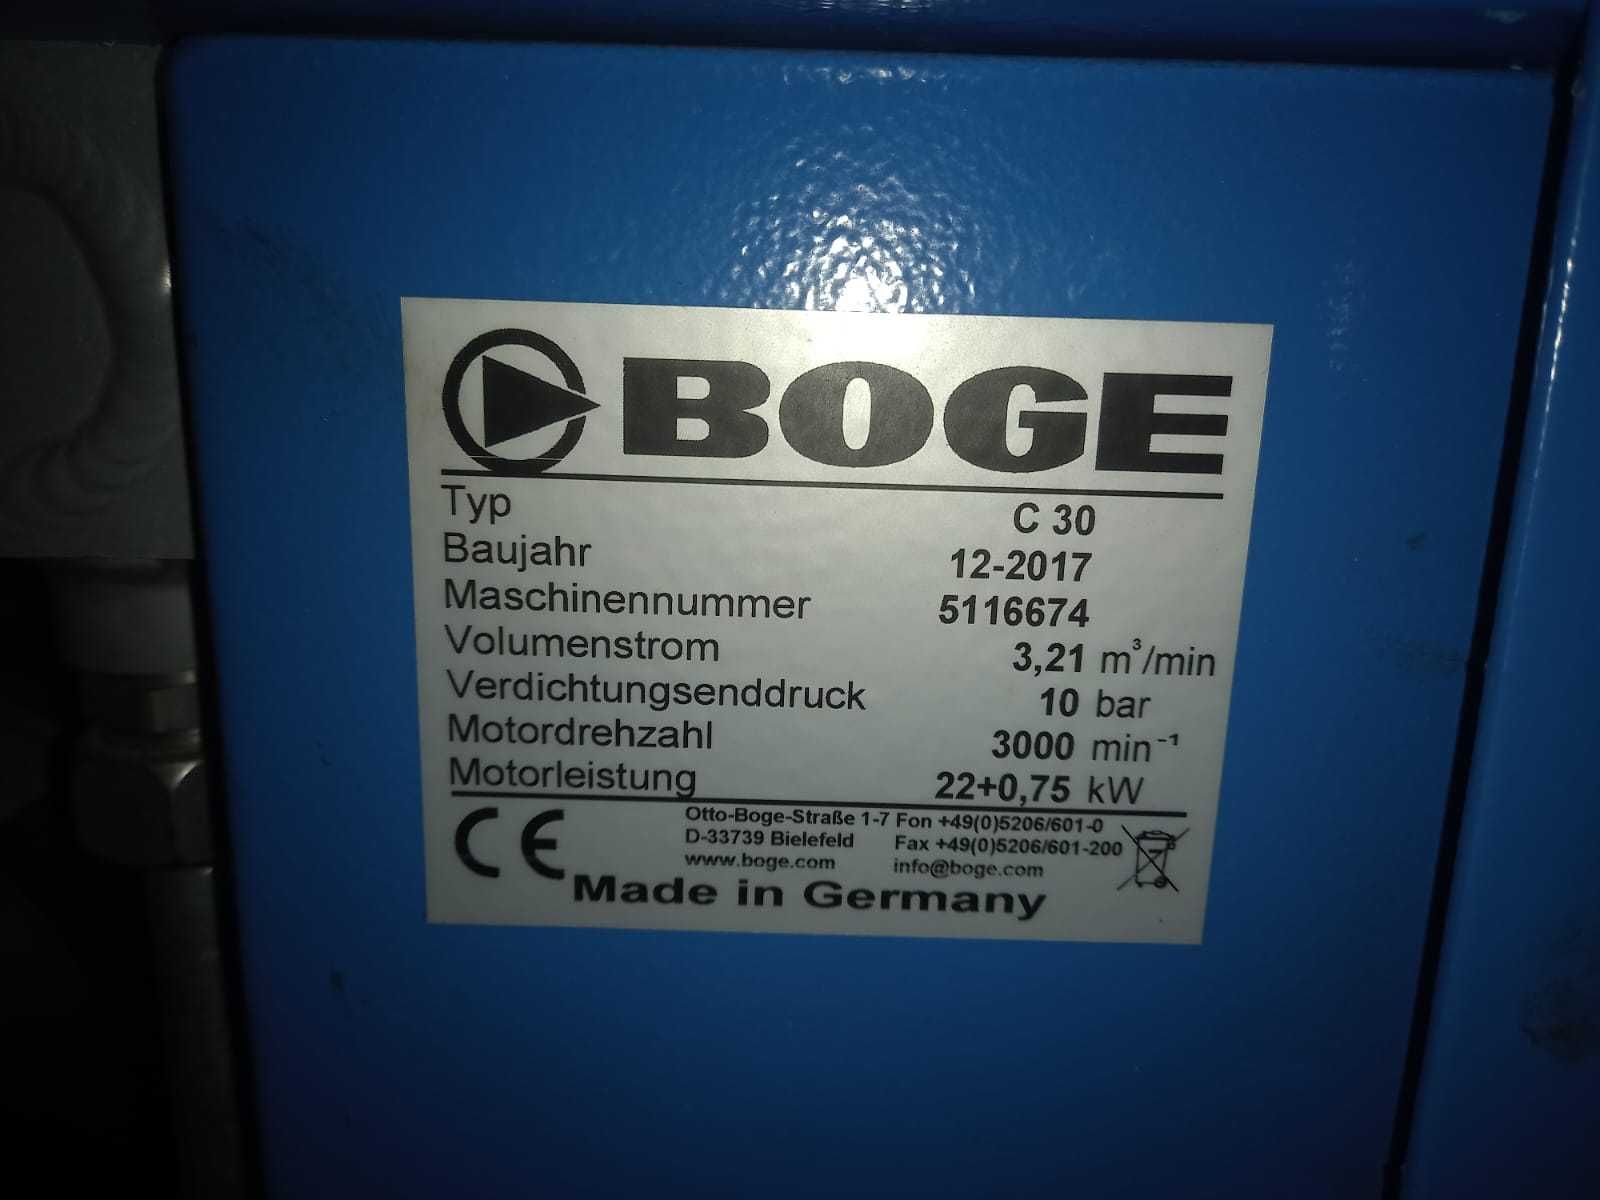 BOGE
Typ C 30
Baujahr 12-2017
Maschinennummer 5116674
Volumenstrom 3,21 m³/min
Verdichtungsenddruck 10 bar
Motordrehzahl 3000 min⁻¹
Motorleistung 22+0,75 kW
CE
Otto-Boge-Straße 1-7 Fon +49(0)5206/601-0
D-33739 Bielefeld Fax +49(0)5206/601-200
www.boge.com info@boge.com
Made in Germany